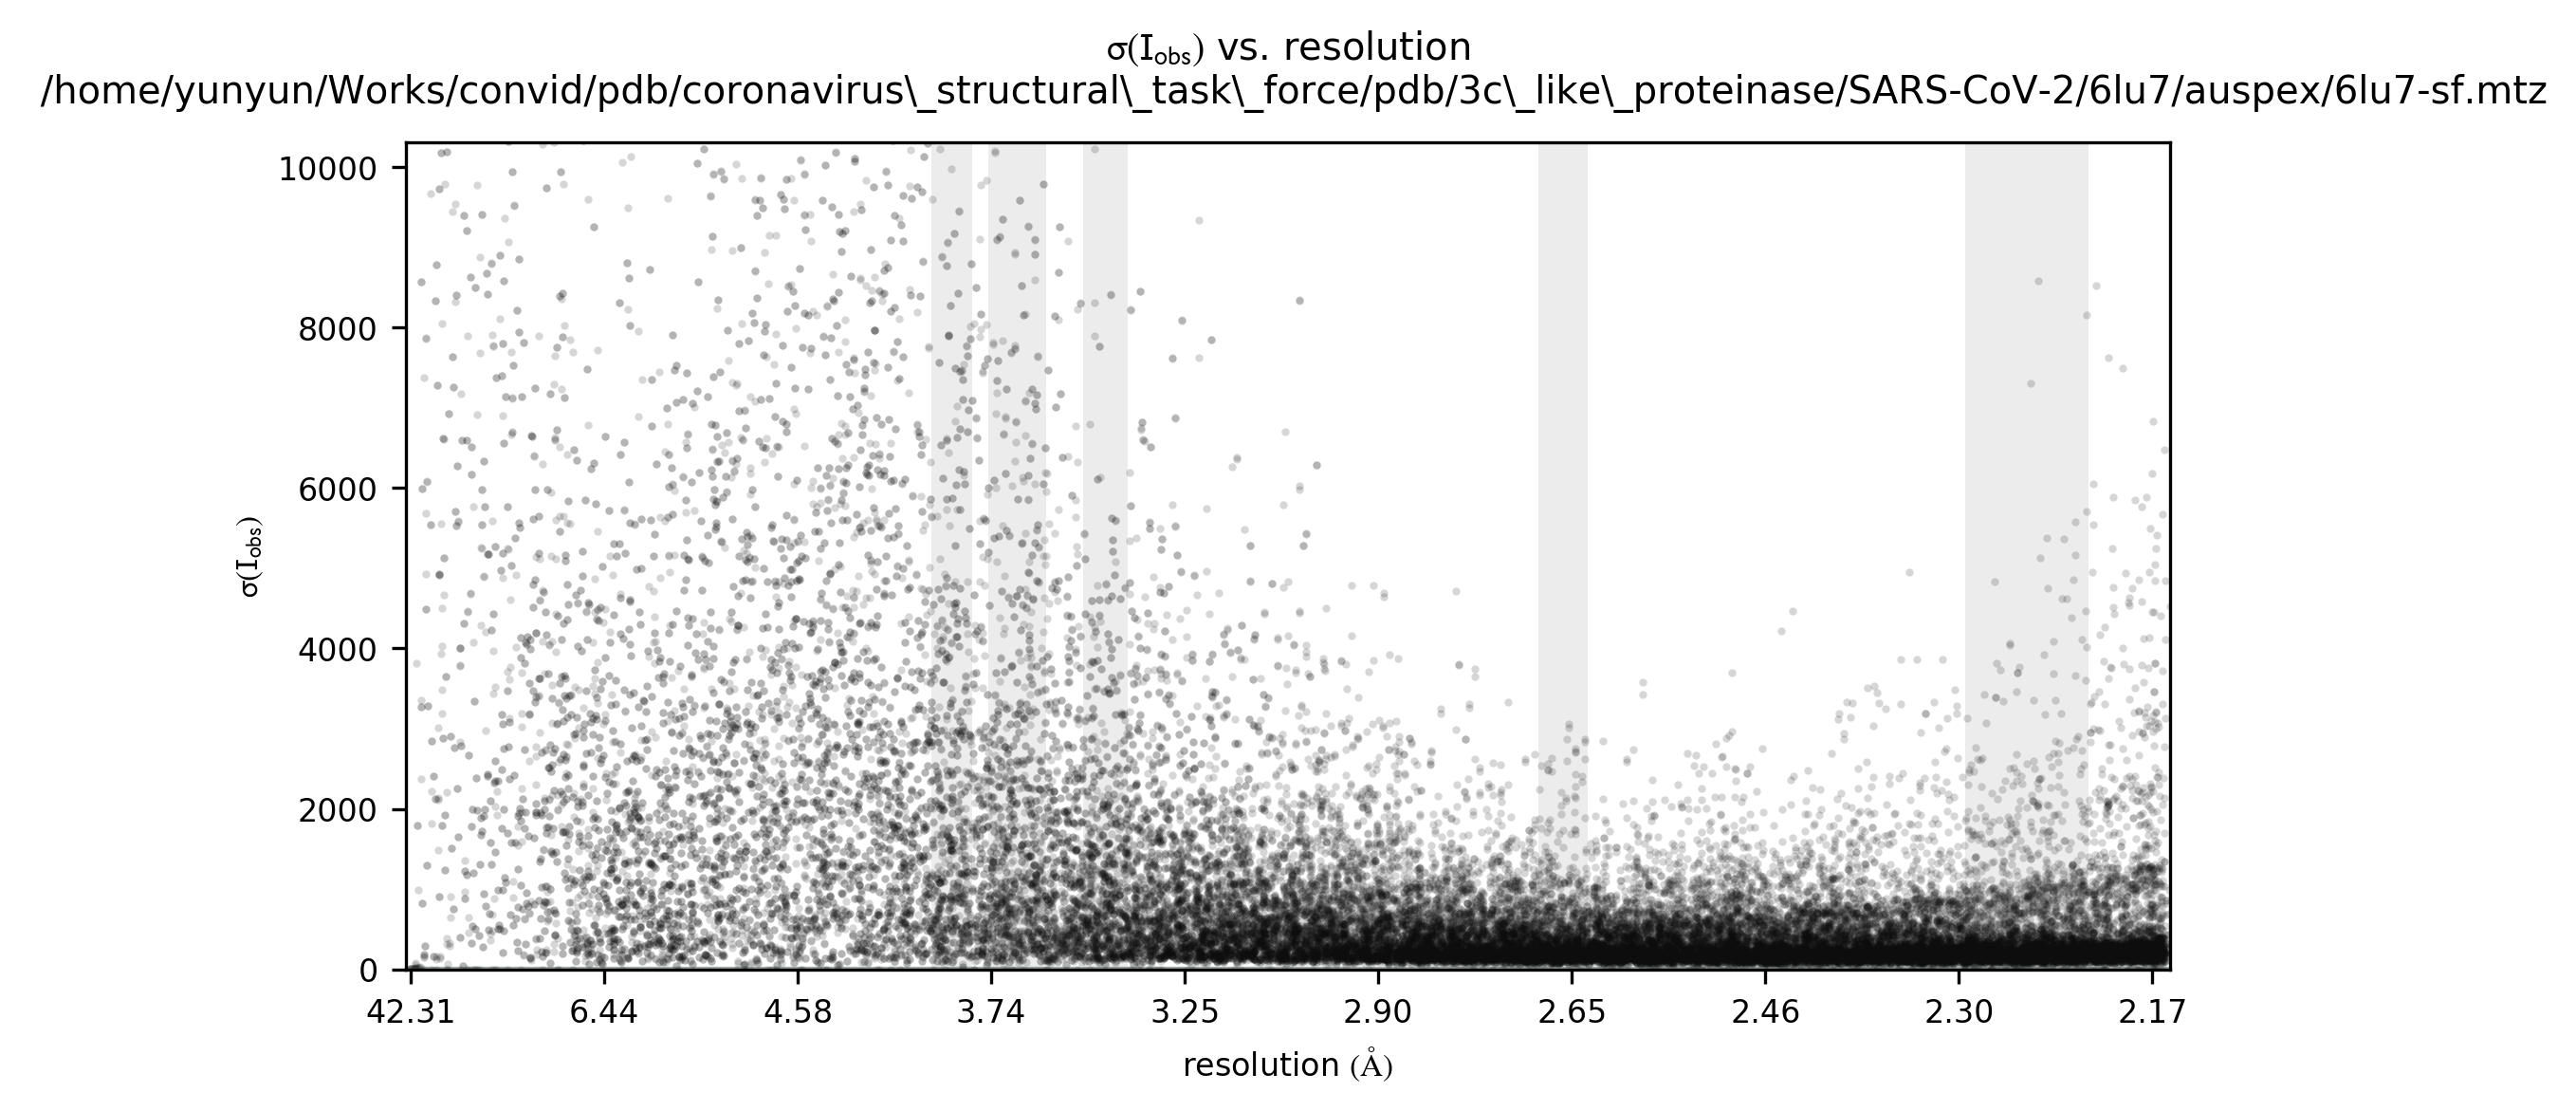 σ(I_obs) vs. resolution
/home/yunyun/Works/convid/pdb/coronavirus\_structural\_task\_force/pdb/3c\_like\_proteinase/SARS-CoV-2/6lu7/auspex/6lu7-sf.mtz
10000
8000
6000
4000
2000
0
σ(I_obs)
42.31 6.44 4.58 3.74 3.25 2.90 2.65 2.46 2.30 2.17
resolution (Å)